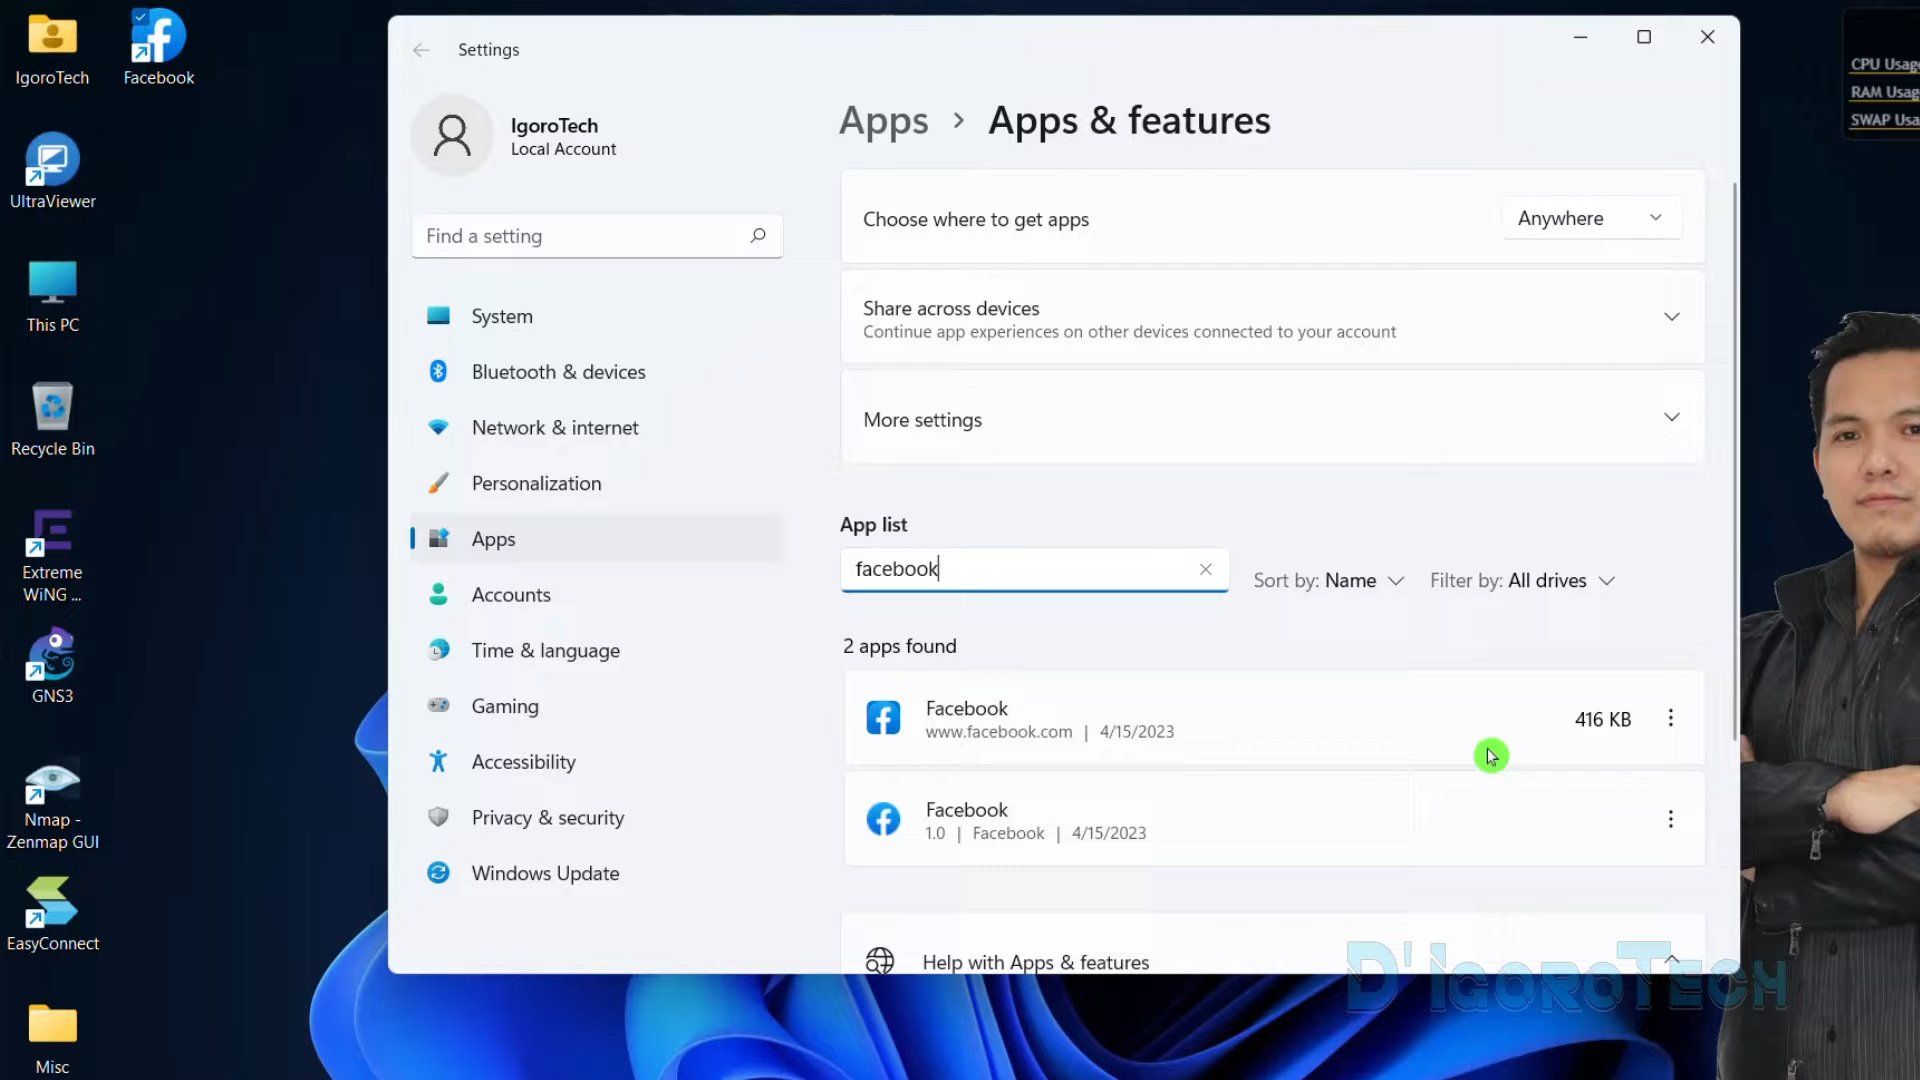 IgoroTech
Facebook
UltraViewer
This PC
Recycle Bin
Extreme
WiNG ...
GNS3
Nmap -
Zenmap GUI
EasyConnect
Misc
Settings
IgoroTech
Local Account
Find a setting
System
Bluetooth & devices
Network & internet
Personalization
Apps
Accounts
Time & language
Gaming
Accessibility
Privacy & security
Windows Update
Apps > Apps & features
Choose where to get apps
Anywhere
Share across devices
Continue app experiences on other devices connected to your account
More settings
App list
facebook
Sort by: Name
Filter by: All drives
2 apps found
Facebook
www.facebook.com | 4/15/2023
416 KB
Facebook
1.0 | Facebook | 4/15/2023
Help with Apps & features
D'IGOROTECH
CPU Usag
RAM Usag
SWAP Usa